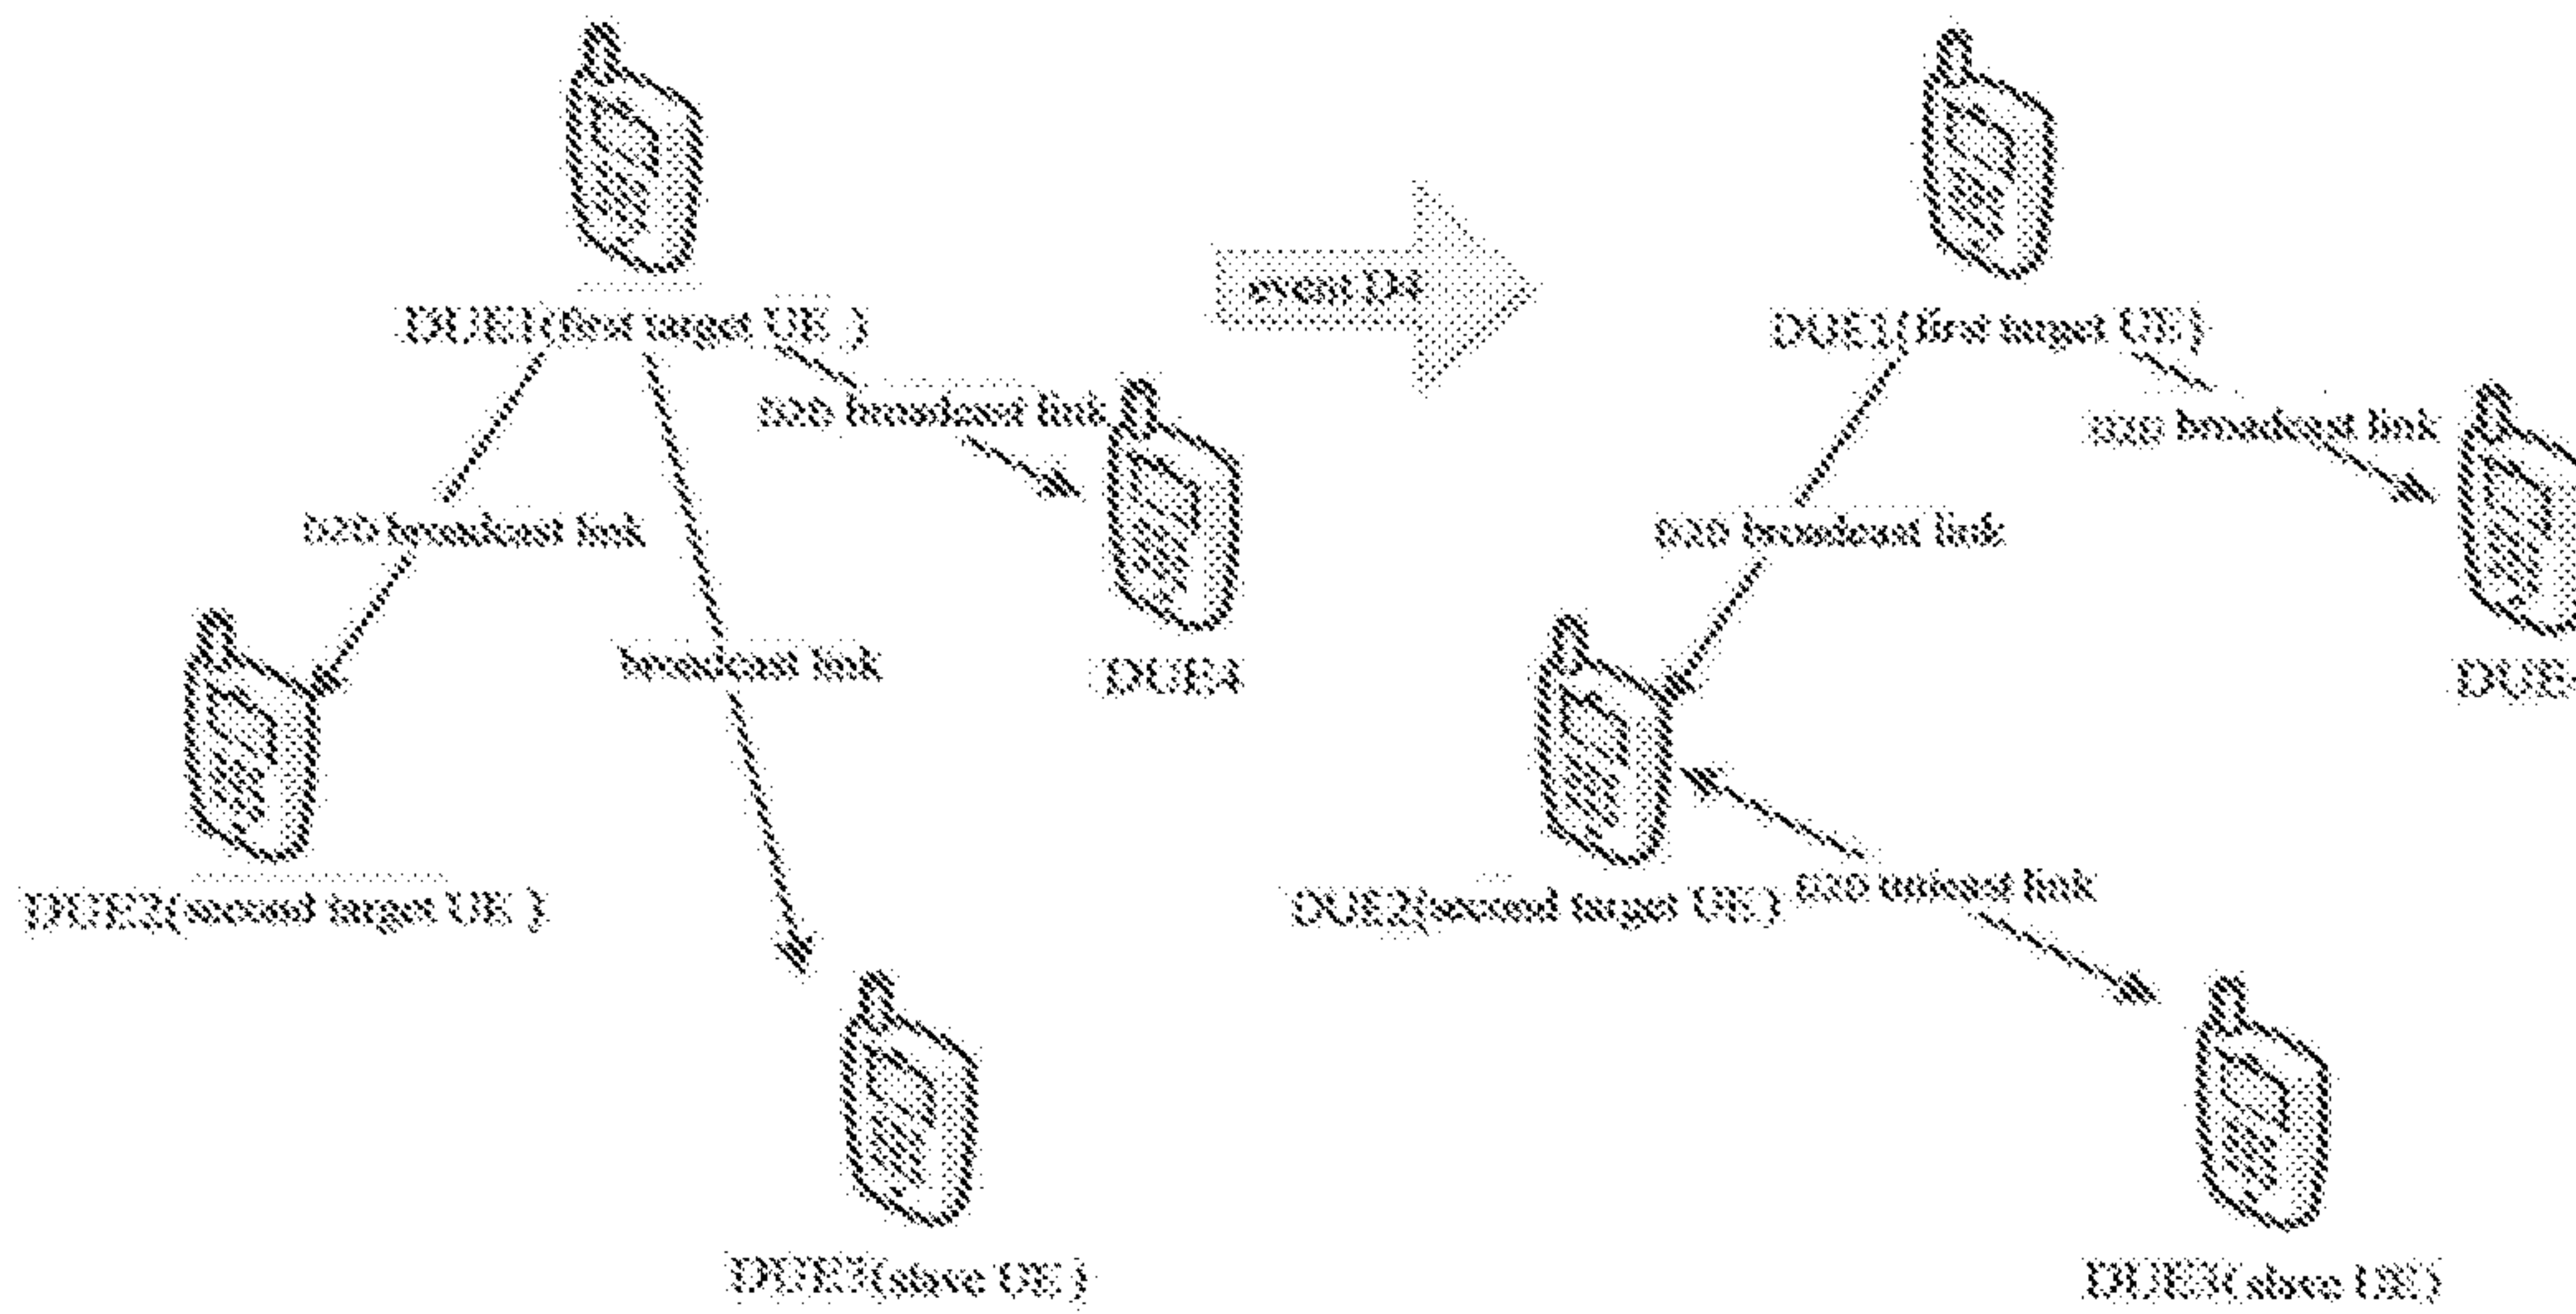 DUE1(first target UE )
event D4
D2D broadcast link
D2D broadcast link
broadcast link
DUE4
DUE2(second target UE )
DUE3(slave UE )
DUE1(first target UE)
D2D broadcast link
D2D broadcast link
DUE
DUE2(second target UE )
D2D unicast link
DUE3(slave UE)